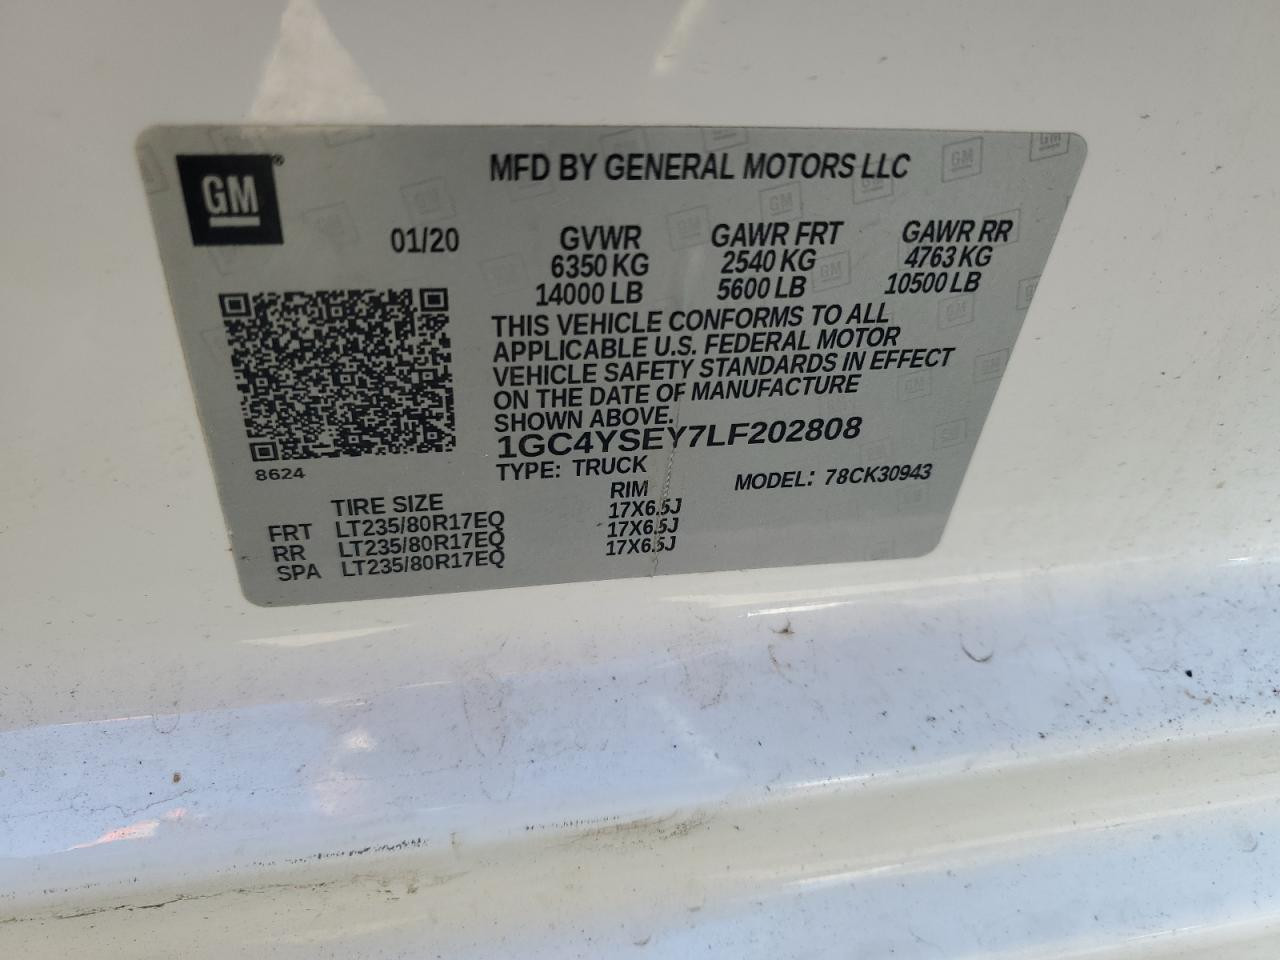 GM
MFD BY GENERAL MOTORS LLC
01/20
GVWR GAWR FRT GAWR RR
6350 KG 2540 KG 4763 KG
14000 LB 5600 LB 10500 LB
THIS VEHICLE CONFORMS TO ALL
APPLICABLE U.S. FEDERAL MOTOR
VEHICLE SAFETY STANDARDS IN EFFECT
ON THE DATE OF MANUFACTURE
SHOWN ABOVE.
1GC4YSEY7LF202808
8624
TYPE: TRUCK MODEL: 78CK30943
TIRE SIZE RIM
FRT LT235/80R17EQ 17X6.5J
RR LT235/80R17EQ 17X6.5J
SPA LT235/80R17EQ 17X6.5J